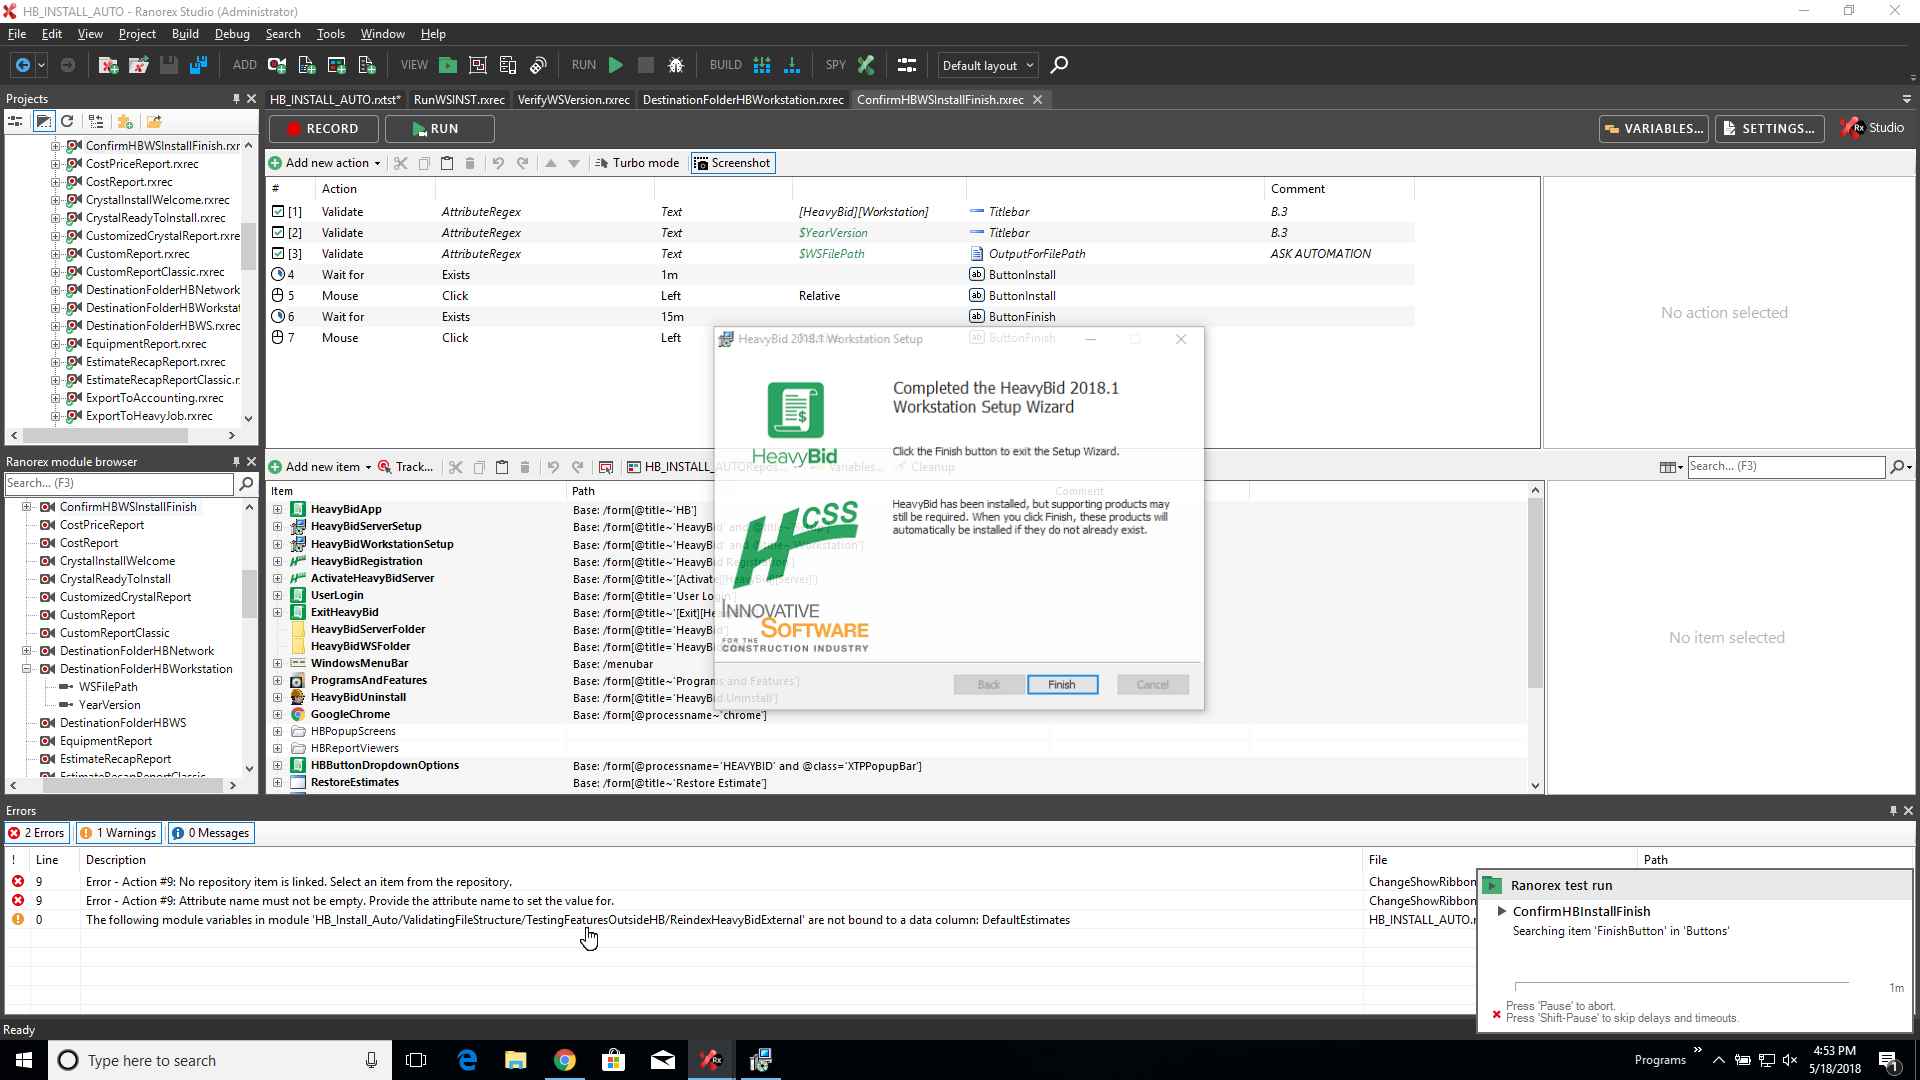 HB_INSTALL_AUTO - Ranorex Studio (Administrator)
File Edit View Project Build Debug Search Tools Window Help
ADD VIEW RUN BUILD SPY Default layout
Projects
HB_INSTALL_AUTO.rxtst* RunWSINST.rxrec VerifyWSVersion.rxrec DestinationFolderHBWorkstation.rxrec ConfirmHBWSInstallFinish.rxrec
RECORD RUN VARIABLES... SETTINGS... Rx Studio
Add new action Turbo mode Screenshot
# Action Comment
[1] Validate AttributeRegex Text [HeavyBid][Workstation] Titlebar B.3
[2] Validate AttributeRegex Text $YearVersion Titlebar B.3
[3] Validate AttributeRegex Text $WSFilePath OutputForFilePath ASK AUTOMATION
4 Wait for Exists 1m ButtonInstall
5 Mouse Click Left Relative ButtonInstall
6 Wait for Exists 15m ButtonFinish
7 Mouse Click Left ButtonFinish
No action selected
ConfirmHBWSInstallFinish.rxr
CostPriceReport.rxrec
CostReport.rxrec
CrystalInstallWelcome.rxrec
CrystalReadyToInstall.rxrec
CustomizedCrystalReport.rxre
CustomReport.rxrec
CustomReportClassic.rxrec
DestinationFolderHBNetwork
DestinationFolderHBWorkstat
DestinationFolderHBWS.rxrec
EquipmentReport.rxrec
EstimateRecapReport.rxrec
EstimateRecapReportClassic.r
ExportToAccounting.rxrec
ExportToHeavyJob.rxrec
Ranorex module browser
Search... (F3)
ConfirmHBWSInstallFinish
CostPriceReport
CostReport
CrystalInstallWelcome
CrystalReadyToInstall
CustomizedCrystalReport
CustomReport
CustomReportClassic
DestinationFolderHBNetwork
DestinationFolderHBWorkstation
WSFilePath
YearVersion
DestinationFolderHBWS
EquipmentReport
EstimateRecapReport
EstimateRecapReportClassic
HeavyBid 2018.1 Workstation Setup
HeavyBid
Completed the HeavyBid 2018.1
Workstation Setup Wizard
Click the Finish button to exit the Setup Wizard.
HeavyBid has been installed, but supporting products may
still be required. When you click Finish, these products will
automatically be installed if they do not already exist.
HCSS
INNOVATIVE
SOFTWARE
FOR THE
CONSTRUCTION INDUSTRY
Back Finish Cancel
Add new item Track... HB_INSTALL_AUTORepos... Variables... Cleanup Search... (F3)
Item Path Comment
HeavyBidApp Base: /form[@title~'HB']
HeavyBidServerSetup Base: /form[@title~'HeavyBid' and
HeavyBidWorkstationSetup Base: /form[@title~'HeavyBid' and @title~'Workstation']
HeavyBidRegistration Base: /form[@title~'HeavyBid Registration']
ActivateHeavyBidServer Base: /form[@title~'[Activate][HeavyBid][Server]']
UserLogin Base: /form[@title='User Login']
ExitHeavyBid Base: /form[@title~'[Exit][He
HeavyBidServerFolder Base: /form[@title='HeavyBid']
HeavyBidWSFolder Base: /form[@title='HeavyBid
WindowsMenuBar Base: /menubar
ProgramsAndFeatures Base: /form[@title~'Programs and Features']
HeavyBidUninstall Base: /form[@title='HeavyBid Uninstall']
GoogleChrome Base: /form[@processname~'chrome']
HBPopupScreens
HBReportViewers
HBButtonDropdownOptions Base: /form[@processname='HEAVYBID' and @class='XTPPopupBar']
RestoreEstimates Base: /form[@title~'Restore Estimate']
No item selected
Errors
2 Errors 1 Warnings 0 Messages
! Line Description File Path
9 Error - Action #9: No repository item is linked. Select an item from the repository. ChangeShowRibbon
9 Error - Action #9: Attribute name must not be empty. Provide the attribute name to set the value for. ChangeShowRibbon
0 The following module variables in module 'HB_Install_Auto/ValidatingFileStructure/TestingFeaturesOutsideHB/ReindexHeavyBidExternal' are not bound to a data column: DefaultEstimates HB_INSTALL_AUTO.r
Ranorex test run
ConfirmHBInstallFinish
Searching item 'FinishButton' in 'Buttons'
1m
Press 'Pause' to abort.
Press 'Shift-Pause' to skip delays and timeouts.
Ready
Type here to search Programs 4:53 PM
5/18/2018
1